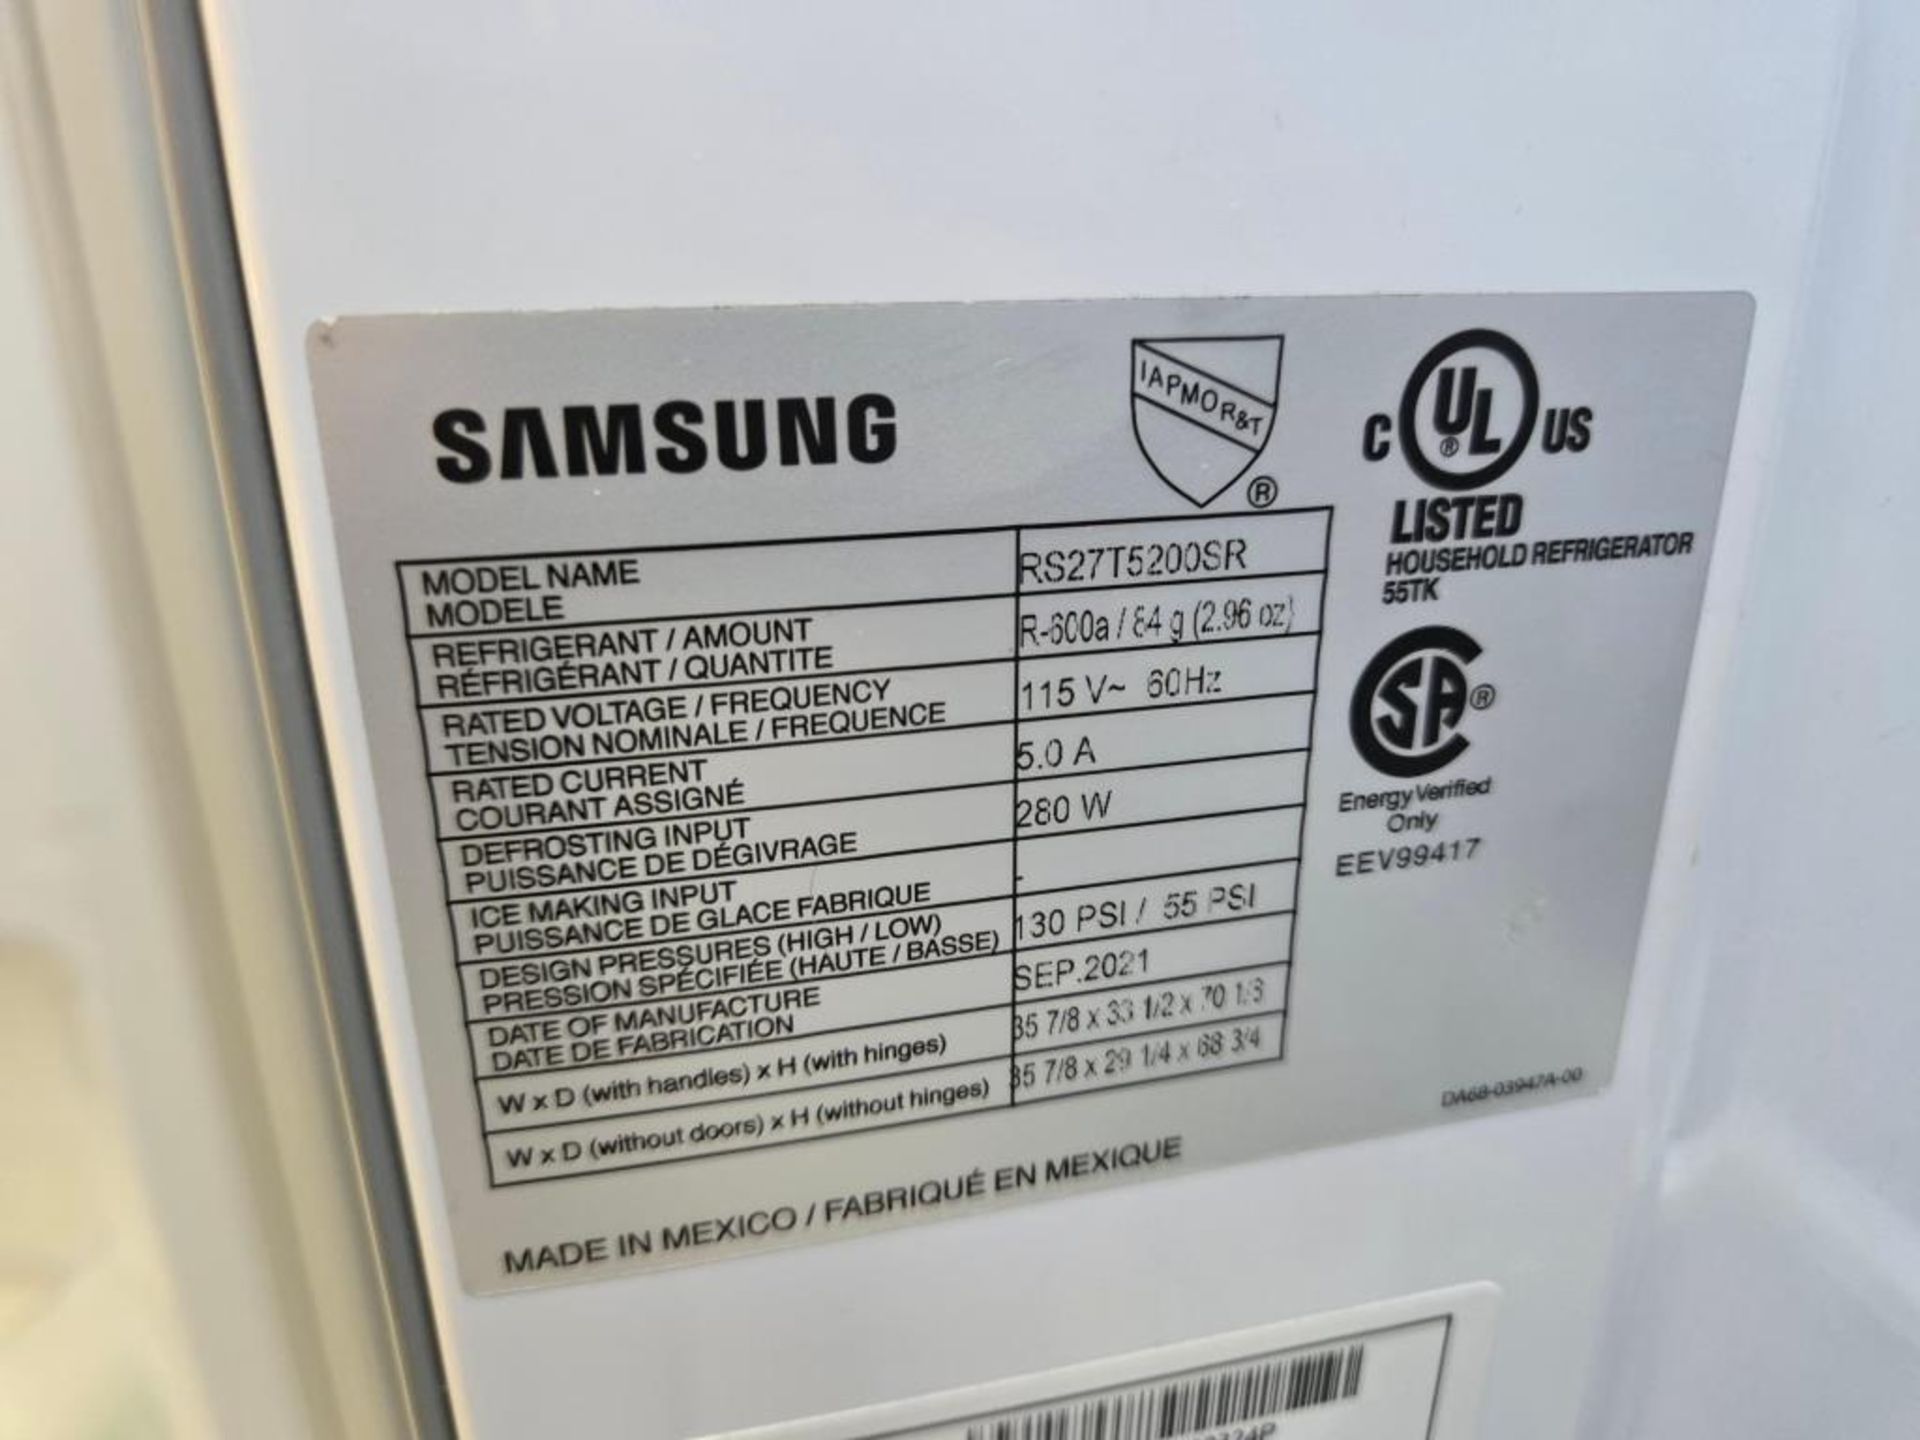 SAMSUNG
IAPMO R&T
®
C UL ® US
LISTED
HOUSEHOLD REFRIGERATOR
55TK
SA ®
Energy Verified
Only
EEV99417
MODEL NAME RS27T5200SR
MODELE
REFRIGERANT / AMOUNT R-600a / 84 g (2.96 oz)
RÉFRIGÉRANT / QUANTITE
RATED VOLTAGE / FREQUENCY 115 V~ 60Hz
TENSION NOMINALE / FREQUENCE
RATED CURRENT 5.0 A
COURANT ASSIGNÉ
DEFROSTING INPUT 280 W
PUISSANCE DE DÉGIVRAGE
ICE MAKING INPUT -
PUISSANCE DE GLACE FABRIQUE
DESIGN PRESSURES (HIGH / LOW) 130 PSI / 55 PSI
PRESSION SPÉCIFIÉE (HAUTE / BASSE)
DATE OF MANUFACTURE SEP.2021
DATE DE FABRICATION
W x D (with handles) x H (with hinges) 35 7/8 x 33 1/2 x 70
W x D (without doors) x H (without hinges) 35 7/8 x 29 1/4 x 68 3/4
DA68-03947A-00
MADE IN MEXICO / FABRIQUÉ EN MEXIQUE